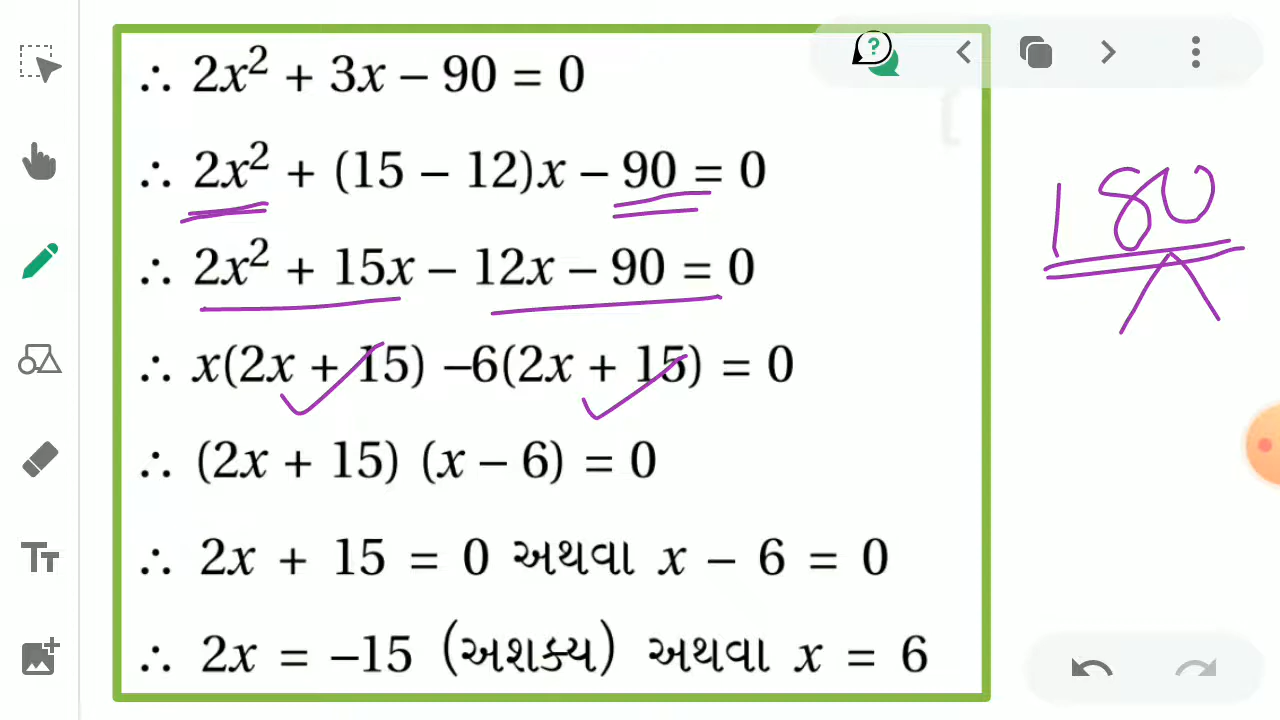 ∴ 2x² + 3x – 90 = 0
∴ 2x² + (15 – 12)x – 90 = 0
∴ 2x² + 15x – 12x – 90 = 0
∴ x(2x + 15) –6(2x + 15) = 0
∴ (2x + 15) (x – 6) = 0
∴ 2x + 15 = 0 અથવા x – 6 = 0
∴ 2x = –15 (અશક્ય) અથવા x = 6
180
?
Tт